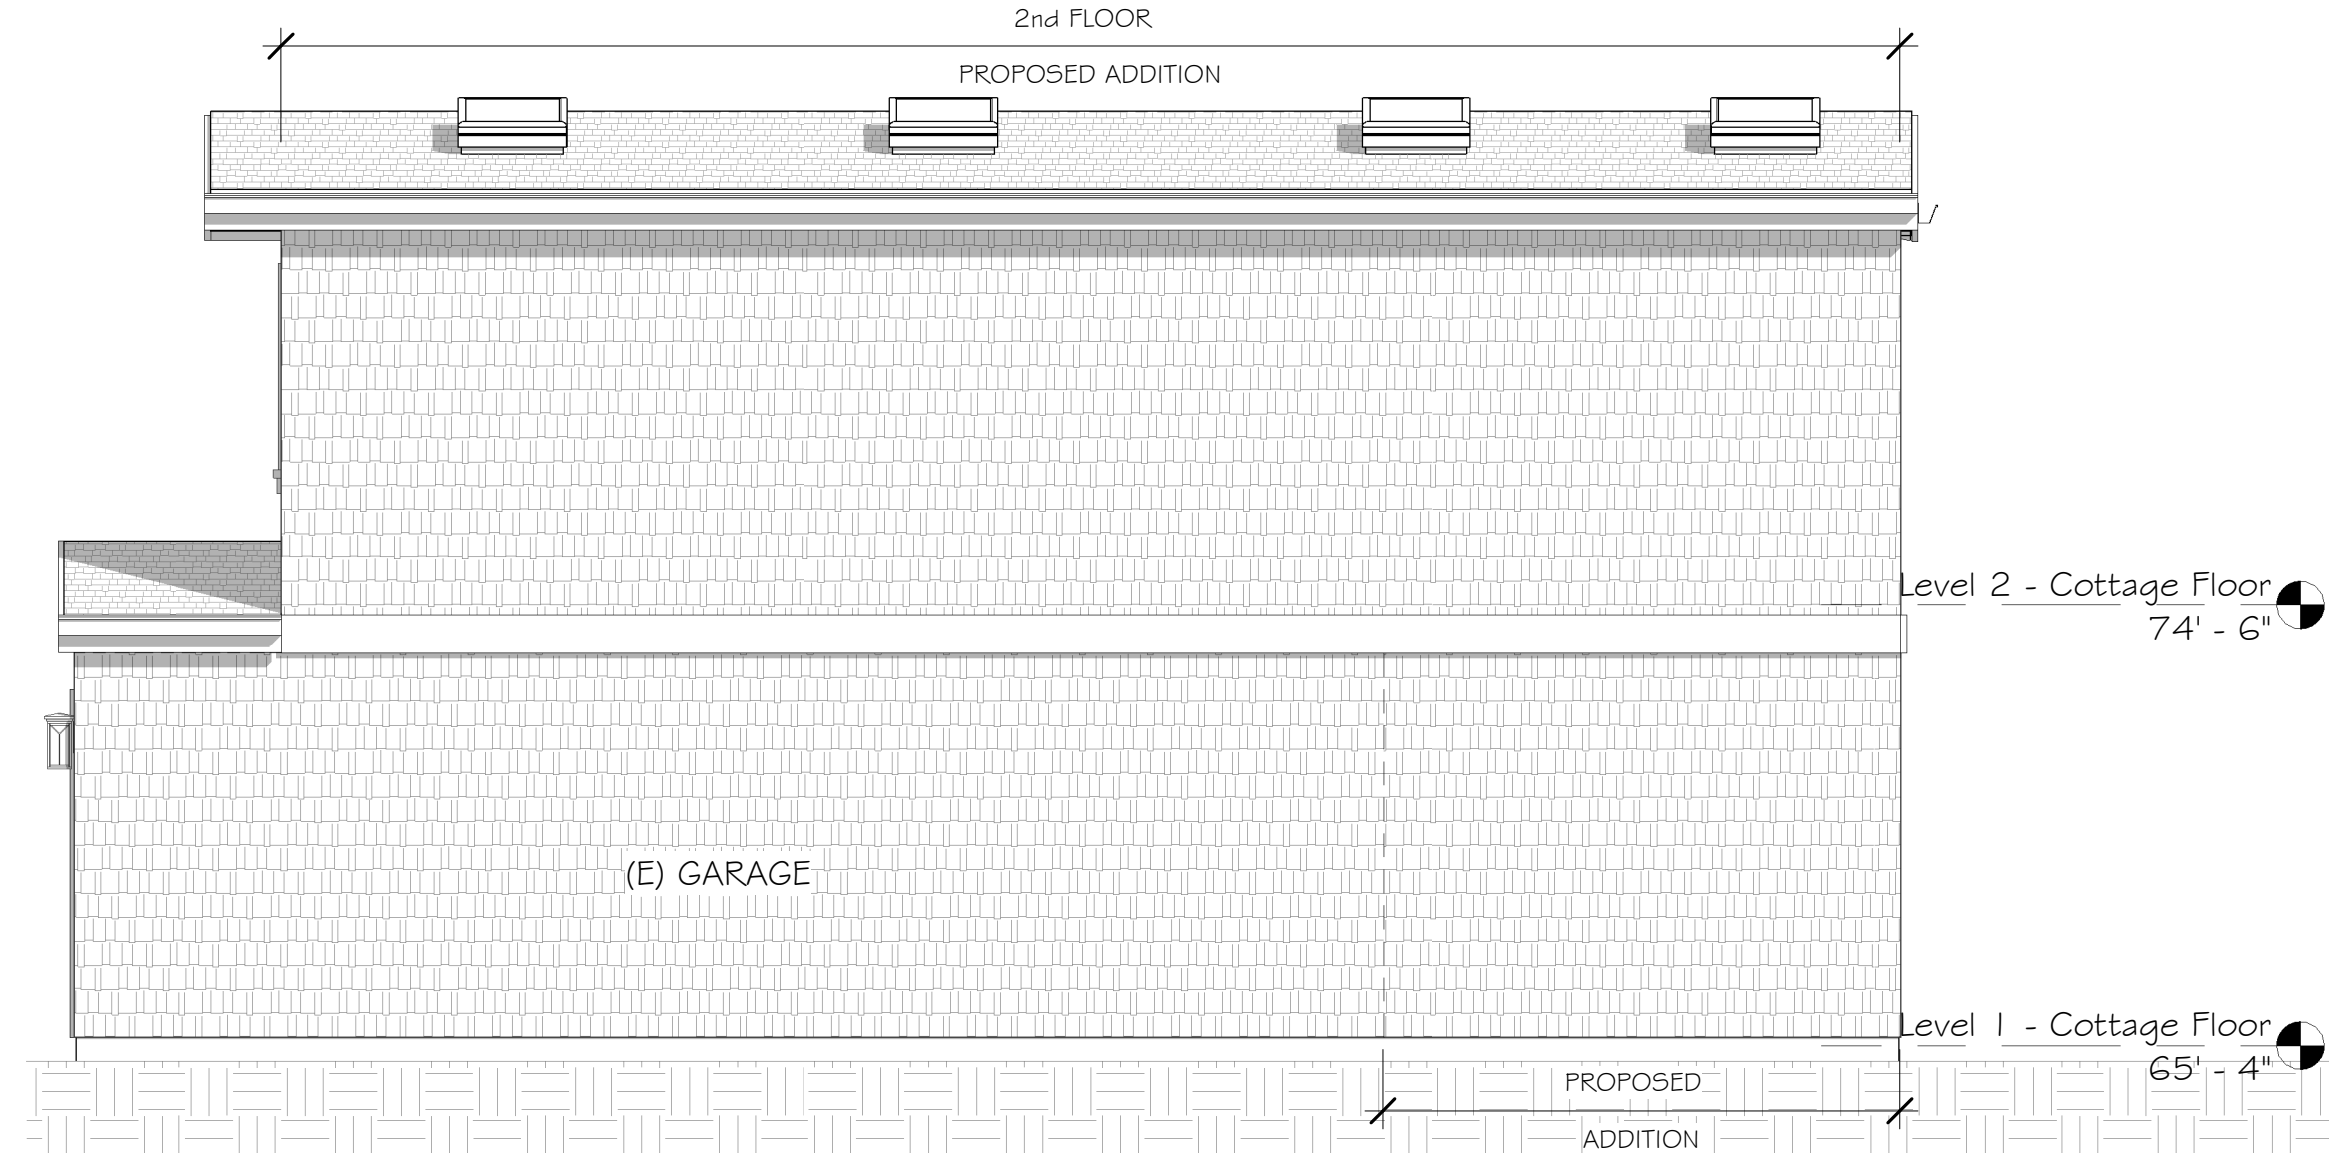 2nd FLOOR
PROPOSED ADDITION
Level 2 - Cottage Floor
74' - 6"
(E) GARAGE
Level 1 - Cottage Floor
65' - 4"
PROPOSED
ADDITION